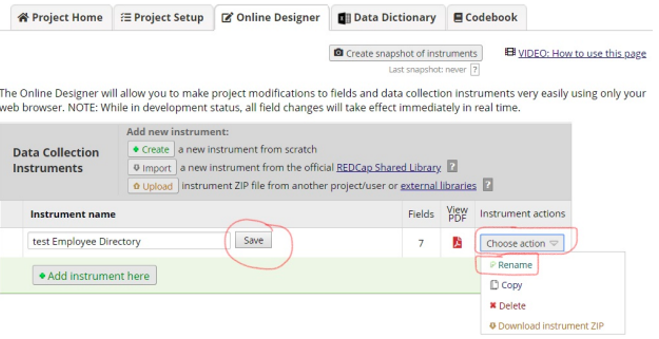 Project Home Project Setup Online Designer Data Dictionary Codebook
Create snapshot of instruments VIDEO: How to use this page
Last snapshot: never ?
The Online Designer will allow you to make project modifications to fields and data collection instruments very easily using only your
web browser. NOTE: While in development status, all field changes will take effect immediately in real time.
Add new instrument:
Data Collection Instruments
Create a new instrument from scratch
Import a new instrument from the official REDCap Shared Library ?
Upload instrument ZIP file from another project/user or external libraries ?
Instrument name Fields View PDF Instrument actions
test Employee Directory Save 7 Choose action
Rename
Add instrument here
Copy
Delete
Download instrument ZIP